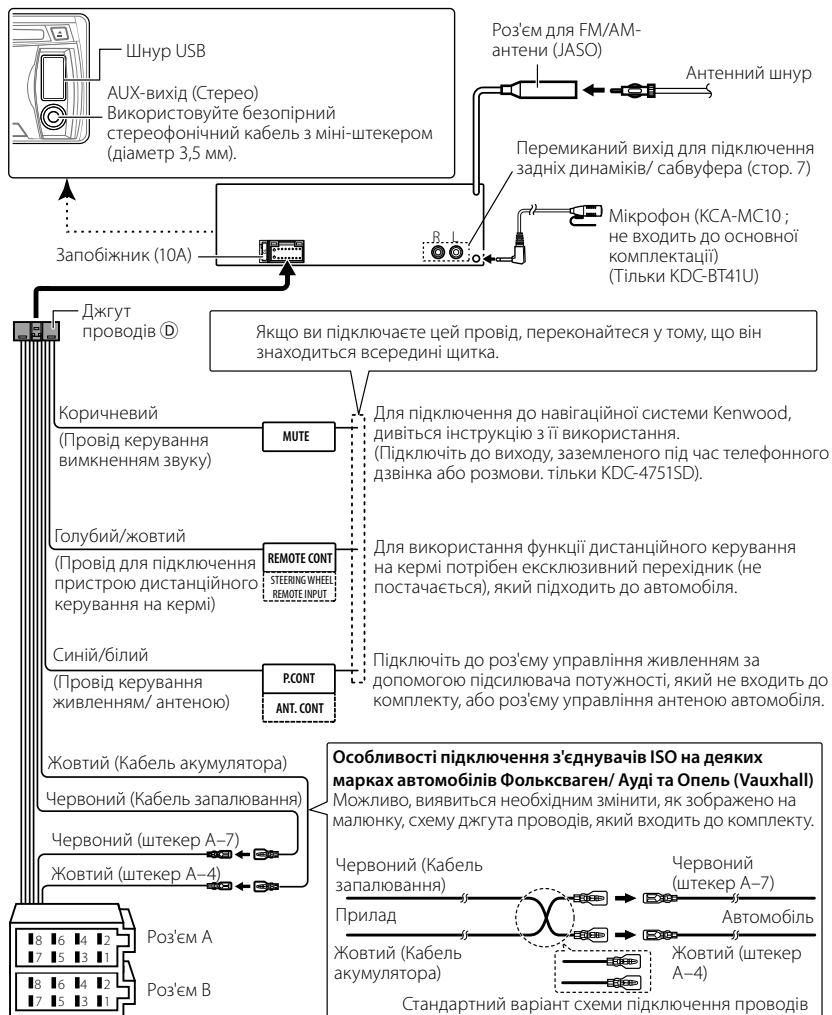 Шнур USB
AUX-вихід (Стерео)
Використовуйте безопірний
стереофонічний кабель з міні-штекером
(діаметр 3,5 мм).
Роз'єм для FM/AM-
антени (JASO)
Антенний шнур
Перемиканий вихід для підключення
задніх динаміків/ сабвуфера (стор. 7)
R L
Мікрофон (KCA-MC10 ;
не входить до основної
комплектації)
(Тільки KDC-BT41U)
Запобіжник (10A)
Джгут
проводів Ⓓ
Якщо ви підключаєте цей провід, переконайтеся у тому, що він
знаходиться всередині щитка.
Коричневий
(Провід керування
вимкненням звуку)
MUTE
Для підключення до навігаційної системи Kenwood,
дивіться інструкцію з її використання.
(Підключіть до виходу, заземленого під час телефонного
дзвінка або розмови. тільки KDC-4751SD).
Голубий/жовтий
(Провід для підключення
пристрою дистанційного
керування на кермі)
REMOTE CONT
STEERING WHEEL
REMOTE INPUT
Для використання функції дистанційного керування
на кермі потрібен ексклюзивний перехідник (не
постачається), який підходить до автомобіля.
Синій/білий
(Провід керування
живленням/ антеною)
P.CONT
ANT. CONT
Підключіть до роз'єму управління живленням за
допомогою підсилювача потужності, який не входить до
комплекту, або роз'єму управління антеною автомобіля.
Жовтий (Кабель акумулятора)
Червоний (Кабель запалювання)
Червоний (штекер A–7)
Жовтий (штекер A–4)
8 6 4 2
7 5 3 1
Роз'єм A
8 6 4 2
7 5 3 1
Роз'єм B
Особливості підключення з'єднувачів ISO на деяких
марках автомобілів Фольксваген/ Ауді та Опель (Vauxhall)
Можливо, виявиться необхідним змінити, як зображено на
малюнку, схему джгута проводів, який входить до комплекту.
Червоний (Кабель
запалювання)
Червоний
(штекер A–7)
Прилад
Автомобіль
Жовтий (Кабель
акумулятора)
Жовтий (штекер
A–4)
Стандартний варіант схеми підключення проводів